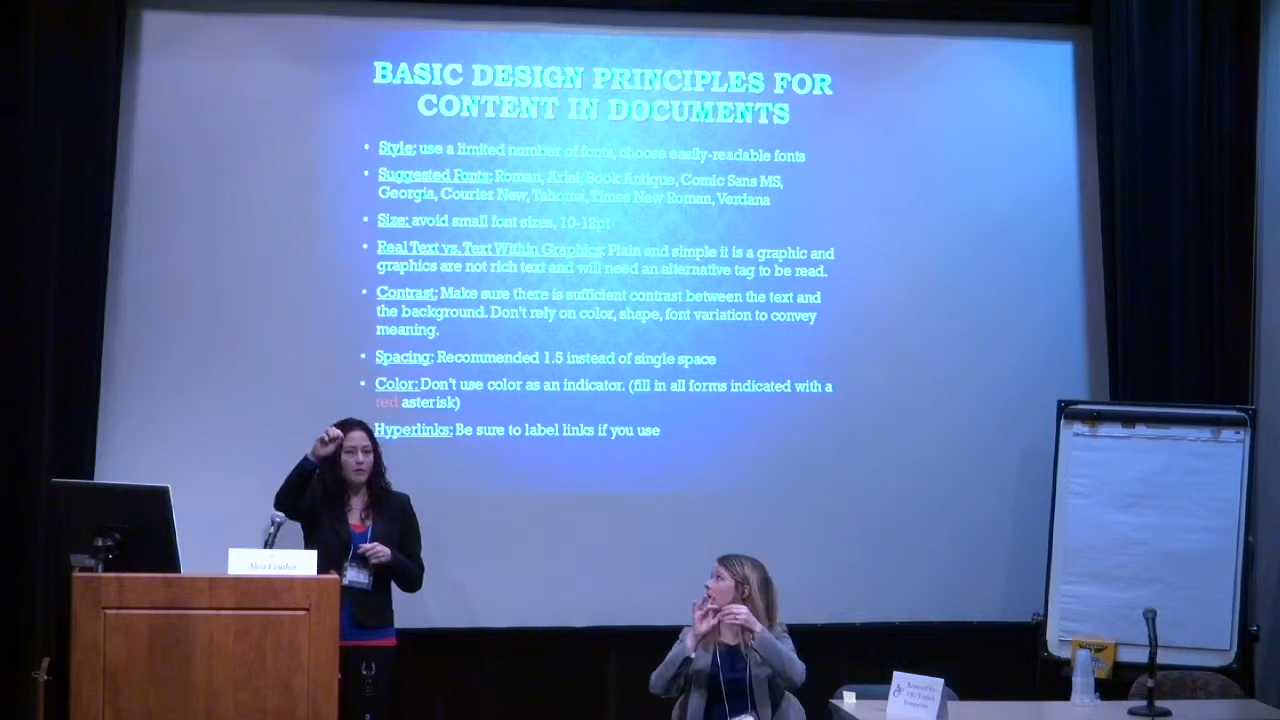 BASIC DESIGN PRINCIPLES FOR
CONTENT IN DOCUMENTS
• Style: use a limited number of fonts, choose easily-readable fonts
• Suggested Fonts: Roman, Ariel, Book Antique, Comic Sans MS,
Georgia, Courier New, Tahoma, Times New Roman, Verdana
• Size: avoid small font sizes, 10-12pt
• Real Text vs. Text Within Graphics: Plain and simple it is a graphic and
graphics are not rich text and will need an alternative tag to be read.
• Contrast: Make sure there is sufficient contrast between the text and
the background. Don't rely on color, shape, font variation to convey
meaning.
• Spacing: Recommended 1.5 instead of single space
• Color: Don't use color as an indicator. (fill in all forms indicated with a
red asterisk)
Hyperlinks: Be sure to label links if you use
Reserved for